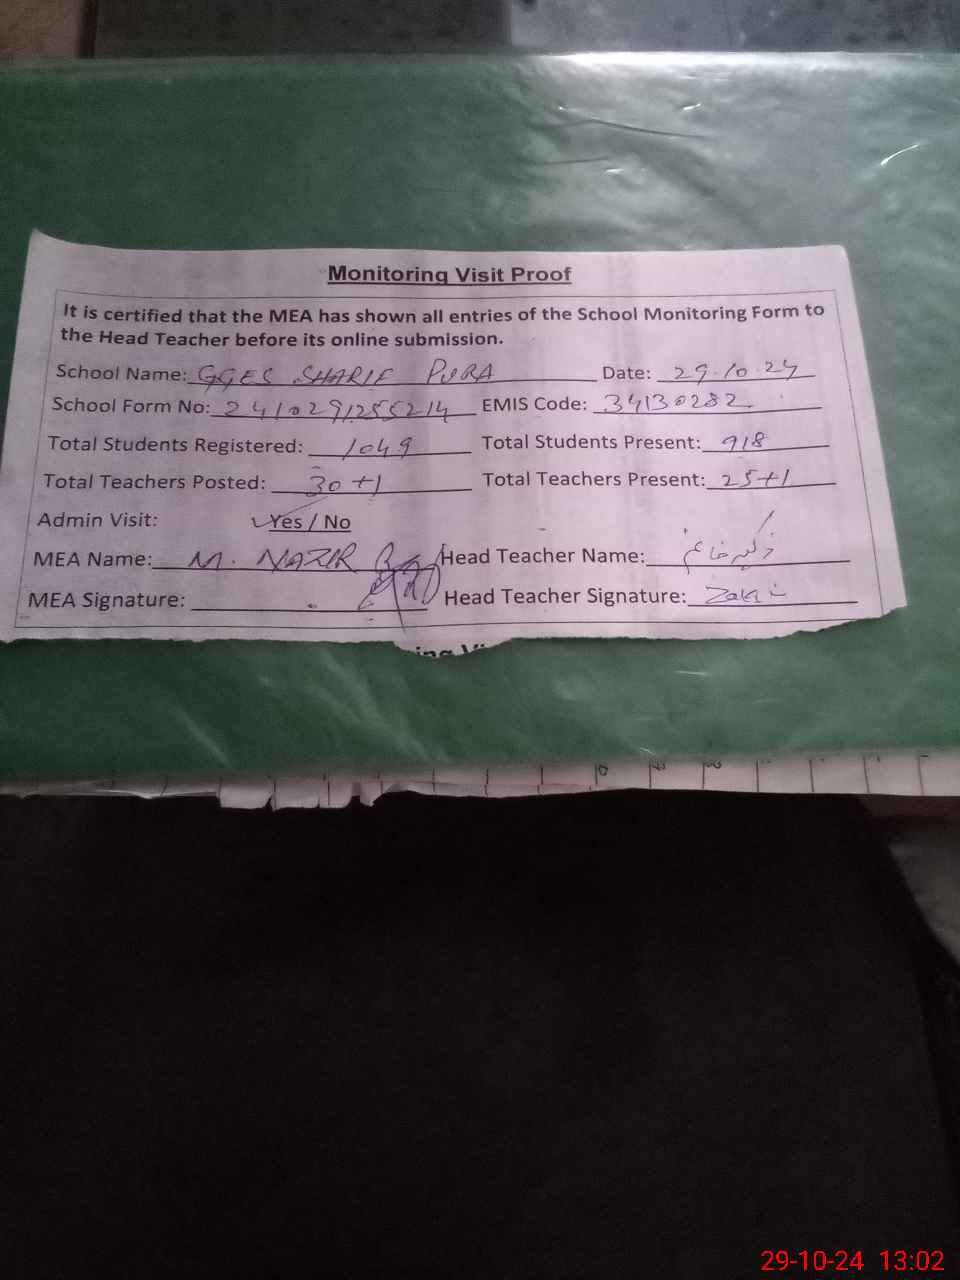 Monitoring Visit Proof
It is certified that the MEA has shown all entries of the School Monitoring Form to
the Head Teacher before its online submission.
School Name: GGES SHARIF PURA Date: 29.10.24
School Form No: 2410291255214 EMIS Code: 34130282
Total Students Registered: 1049 Total Students Present: 918
Total Teachers Posted: 30+1 Total Teachers Present: 25+1
Admin Visit: Yes / No
MEA Name: M. NAZIR Head Teacher Name:
MEA Signature: Head Teacher Signature:
29-10-24 13:02